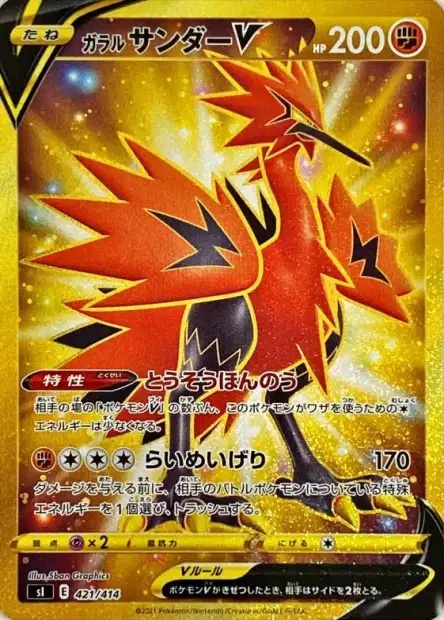 たね ガラル サンダーV HP 200
特性 とくせい とうそうほんのう
相手の場の「ポケモンV」の数ぶん、このポケモンがワザを使うための
エネルギーは少なくなる。
らいめいげり 170
ダメージを与える前に、相手のバトルポケモンについている特殊
エネルギーを1個選び、トラッシュする。
弱点 ×2 抵抗力 にげる
Illus. 5ban Graphics
sI E 421/414
Vルール
ポケモンVがきぜつしたとき、相手はサイドを2枚とる。
©2021 Pokémon/Nintendo/Creatures/GAME FREAK.